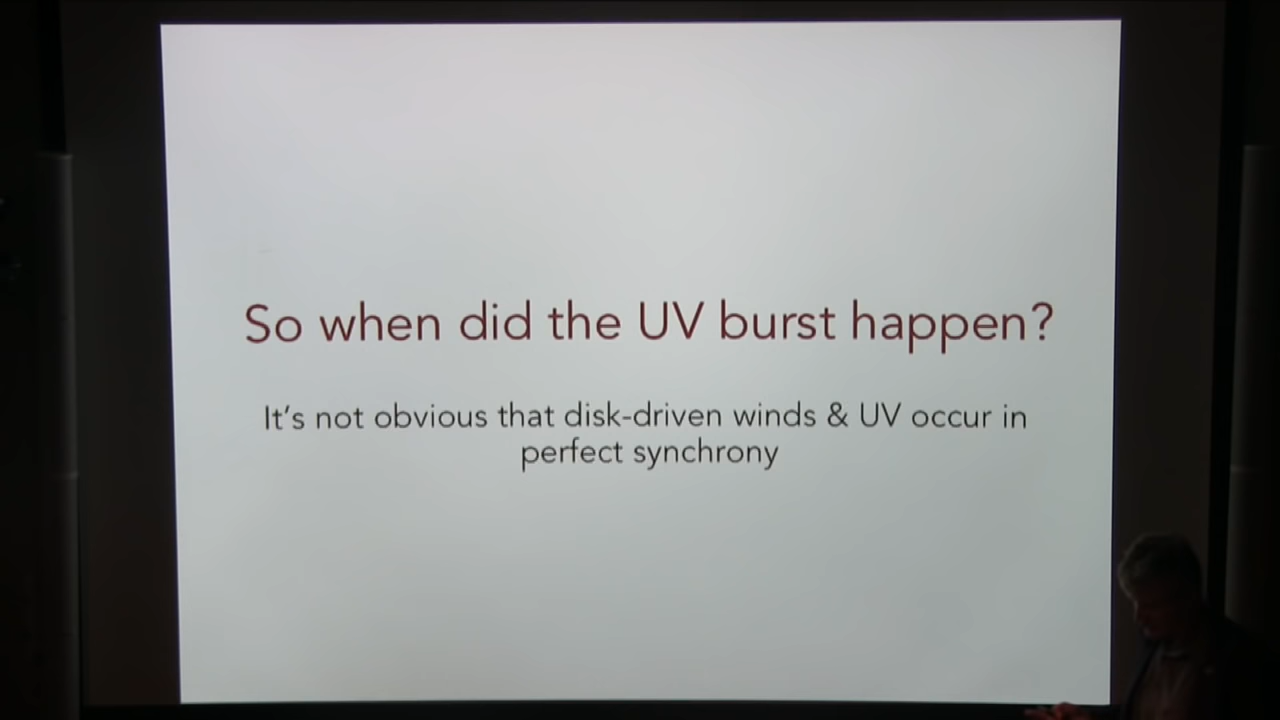 So when did the UV burst happen?
It's not obvious that disk-driven winds & UV occur in
perfect synchrony